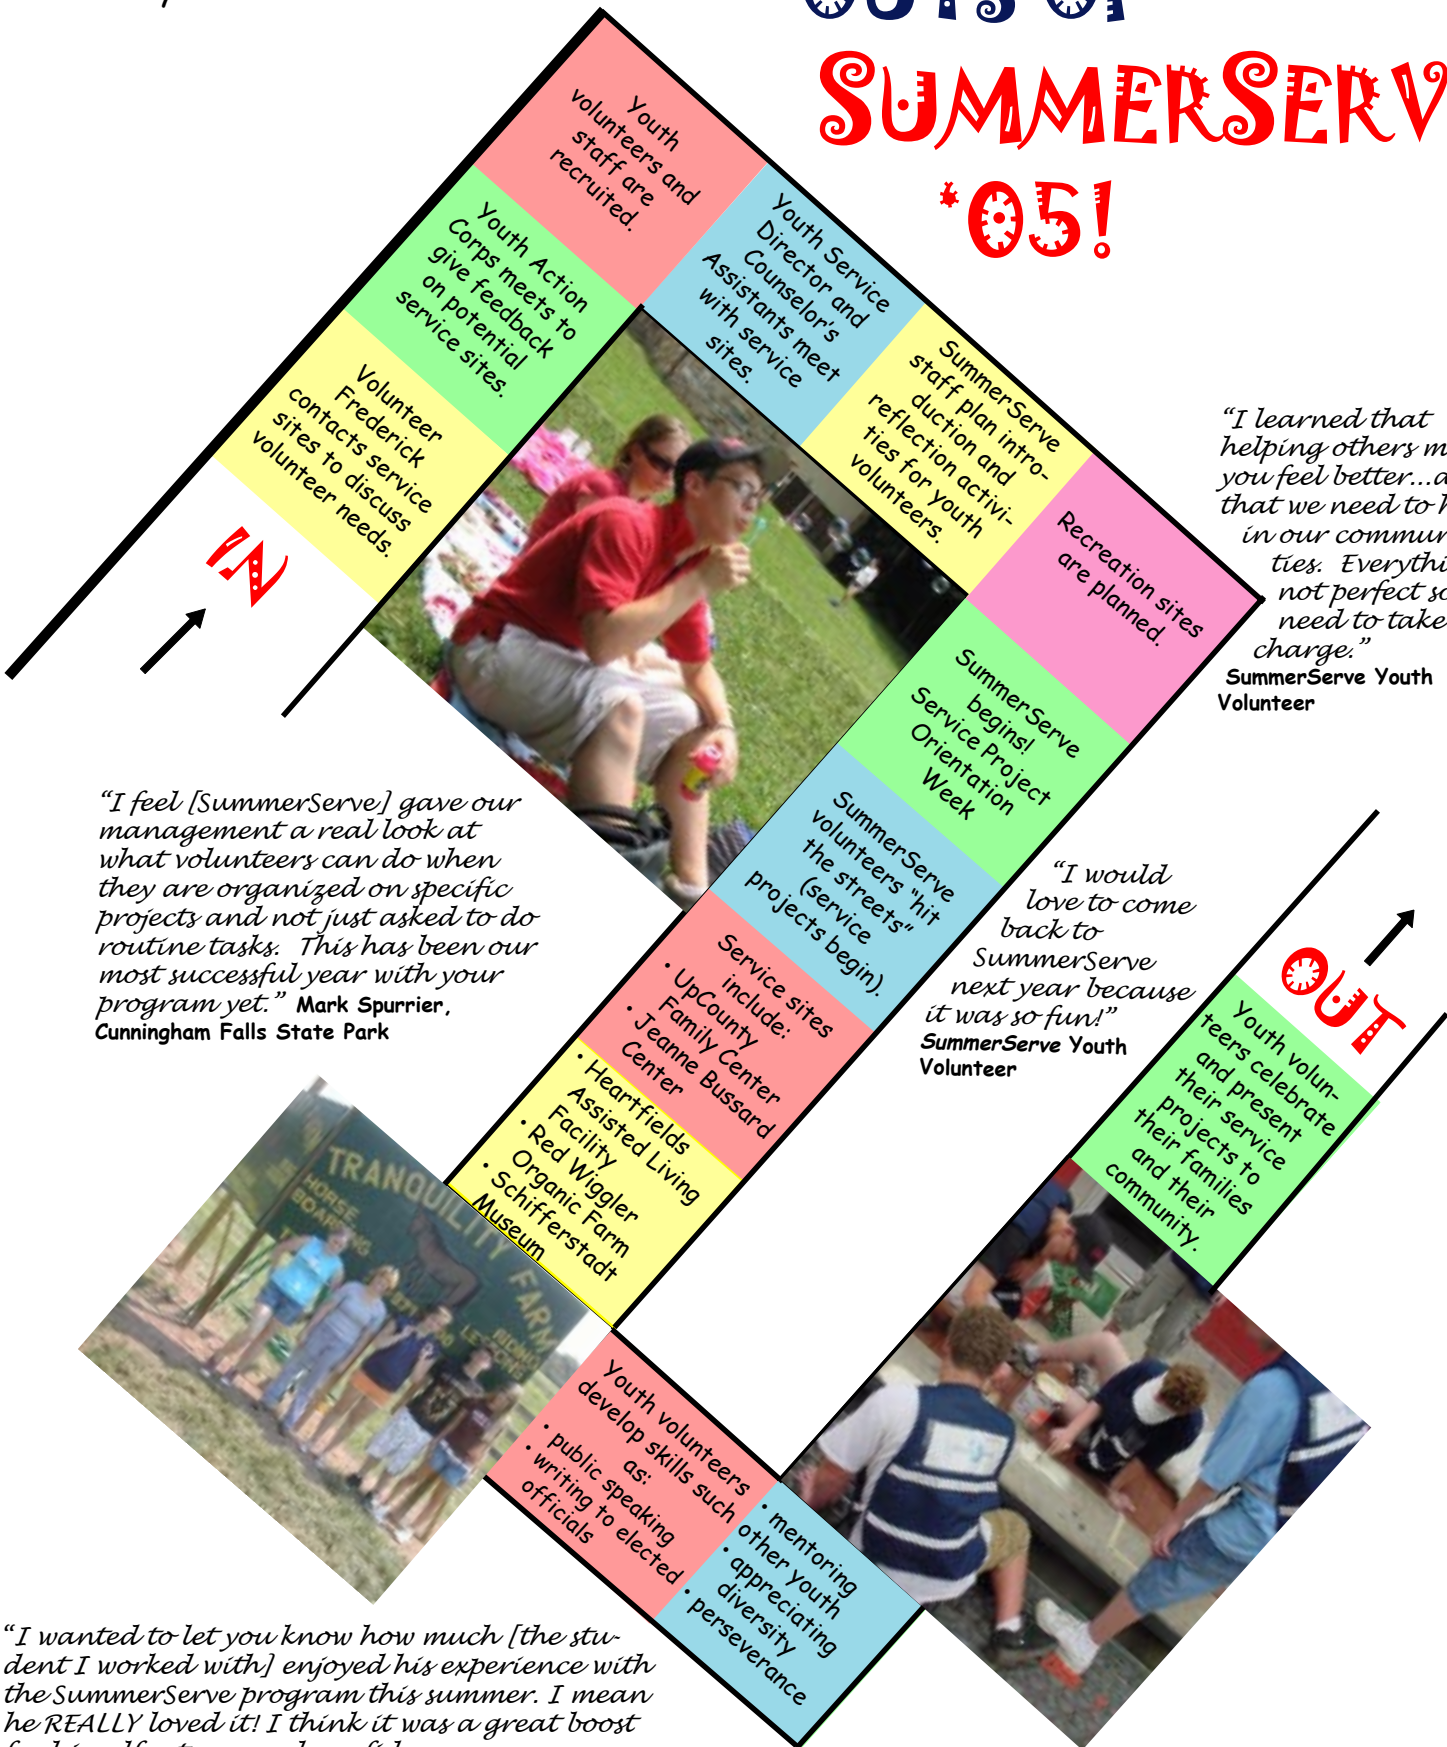 OUTS OF
SUMMERSERV
'05!
IN
Volunteer
Frederick
contacts service
sites to discuss
volunteer needs.
Youth Action
Corps meets to
give feedback
on potential
service sites.
Youth
volunteers and
staff are
recruited.
Youth Service
Director and
Counselor's
Assistants meet
with service
sites.
SummerServe
staff plan intro-
duction and
reflection activi-
ties for youth
volunteers.
Recreation sites
are planned.
SummerServe
begins!
Service Project
Orientation
Week
SummerServe
volunteers "hit
the streets"
(service
projects begin).
Service sites
include:
• UpCounty
Family Center
• Jeanne Bussard
Center
• Heartfields
Assisted Living
Facility
• Red Wiggler
Organic Farm
• Schifferstadt
Museum
Youth volunteers
develop skills such
as:
• public speaking
• writing to elected
officials
• mentoring
other youth
• appreciating
diversity
• perseverance
Youth volun-
teers celebrate
and present
their service
projects to
their families
and their
community.
OUT
“I learned that
helping others m
you feel better...a
that we need to h
in our commun
ties. Everythi
not perfect so
need to take
charge.”
SummerServe Youth
Volunteer
“I feel [SummerServe] gave our
management a real look at
what volunteers can do when
they are organized on specific
projects and not just asked to do
routine tasks. This has been our
most successful year with your
program yet.” Mark Spurrier,
Cunningham Falls State Park
“I would
love to come
back to
SummerServe
next year because
it was so fun!”
SummerServe Youth
Volunteer
TRANQUILITY FARM
HORSE
BOARDING
RIDING
“I wanted to let you know how much [the stu-
dent I worked with] enjoyed his experience with
the SummerServe program this summer. I mean
he REALLY loved it! I think it was a great boost